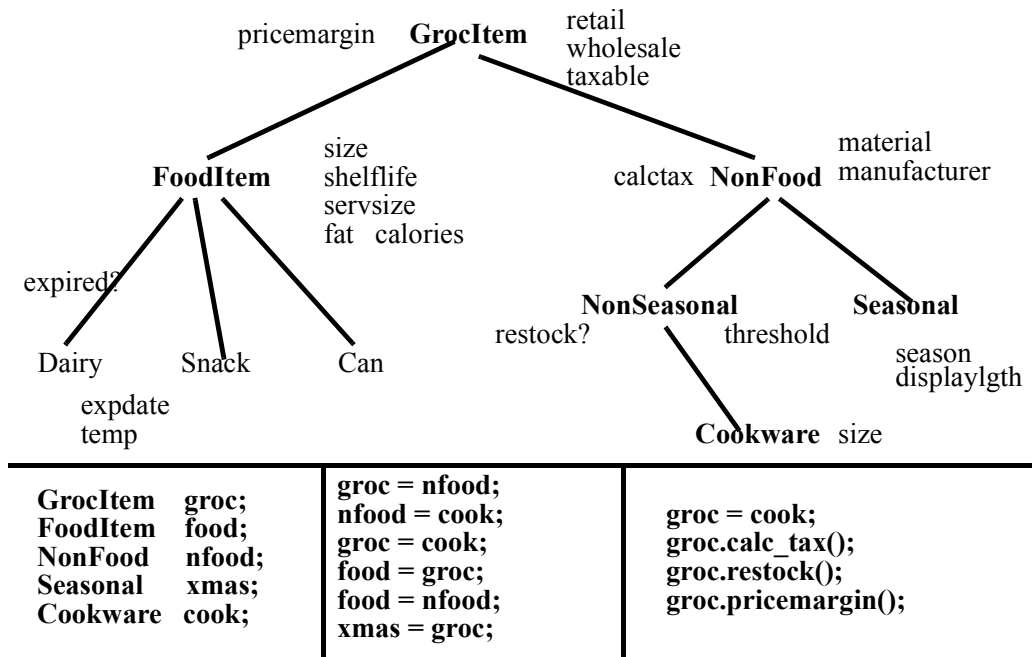 pricemargin GrocItem retail
wholesale
taxable
FoodItem
size
shelflife
servsize
fat calories
calctax NonFood
material
manufacturer
expired?
NonSeasonal
restock?
threshold
Seasonal
season
displaylgth
Dairy
Snack
Can
expdate
temp
Cookware size
GrocItem groc;
FoodItem food;
NonFood nfood;
Seasonal xmas;
Cookware cook;
groc = nfood;
nfood = cook;
groc = cook;
food = groc;
food = nfood;
xmas = groc;
groc = cook;
groc.calc_tax();
groc.restock();
groc.pricemargin();